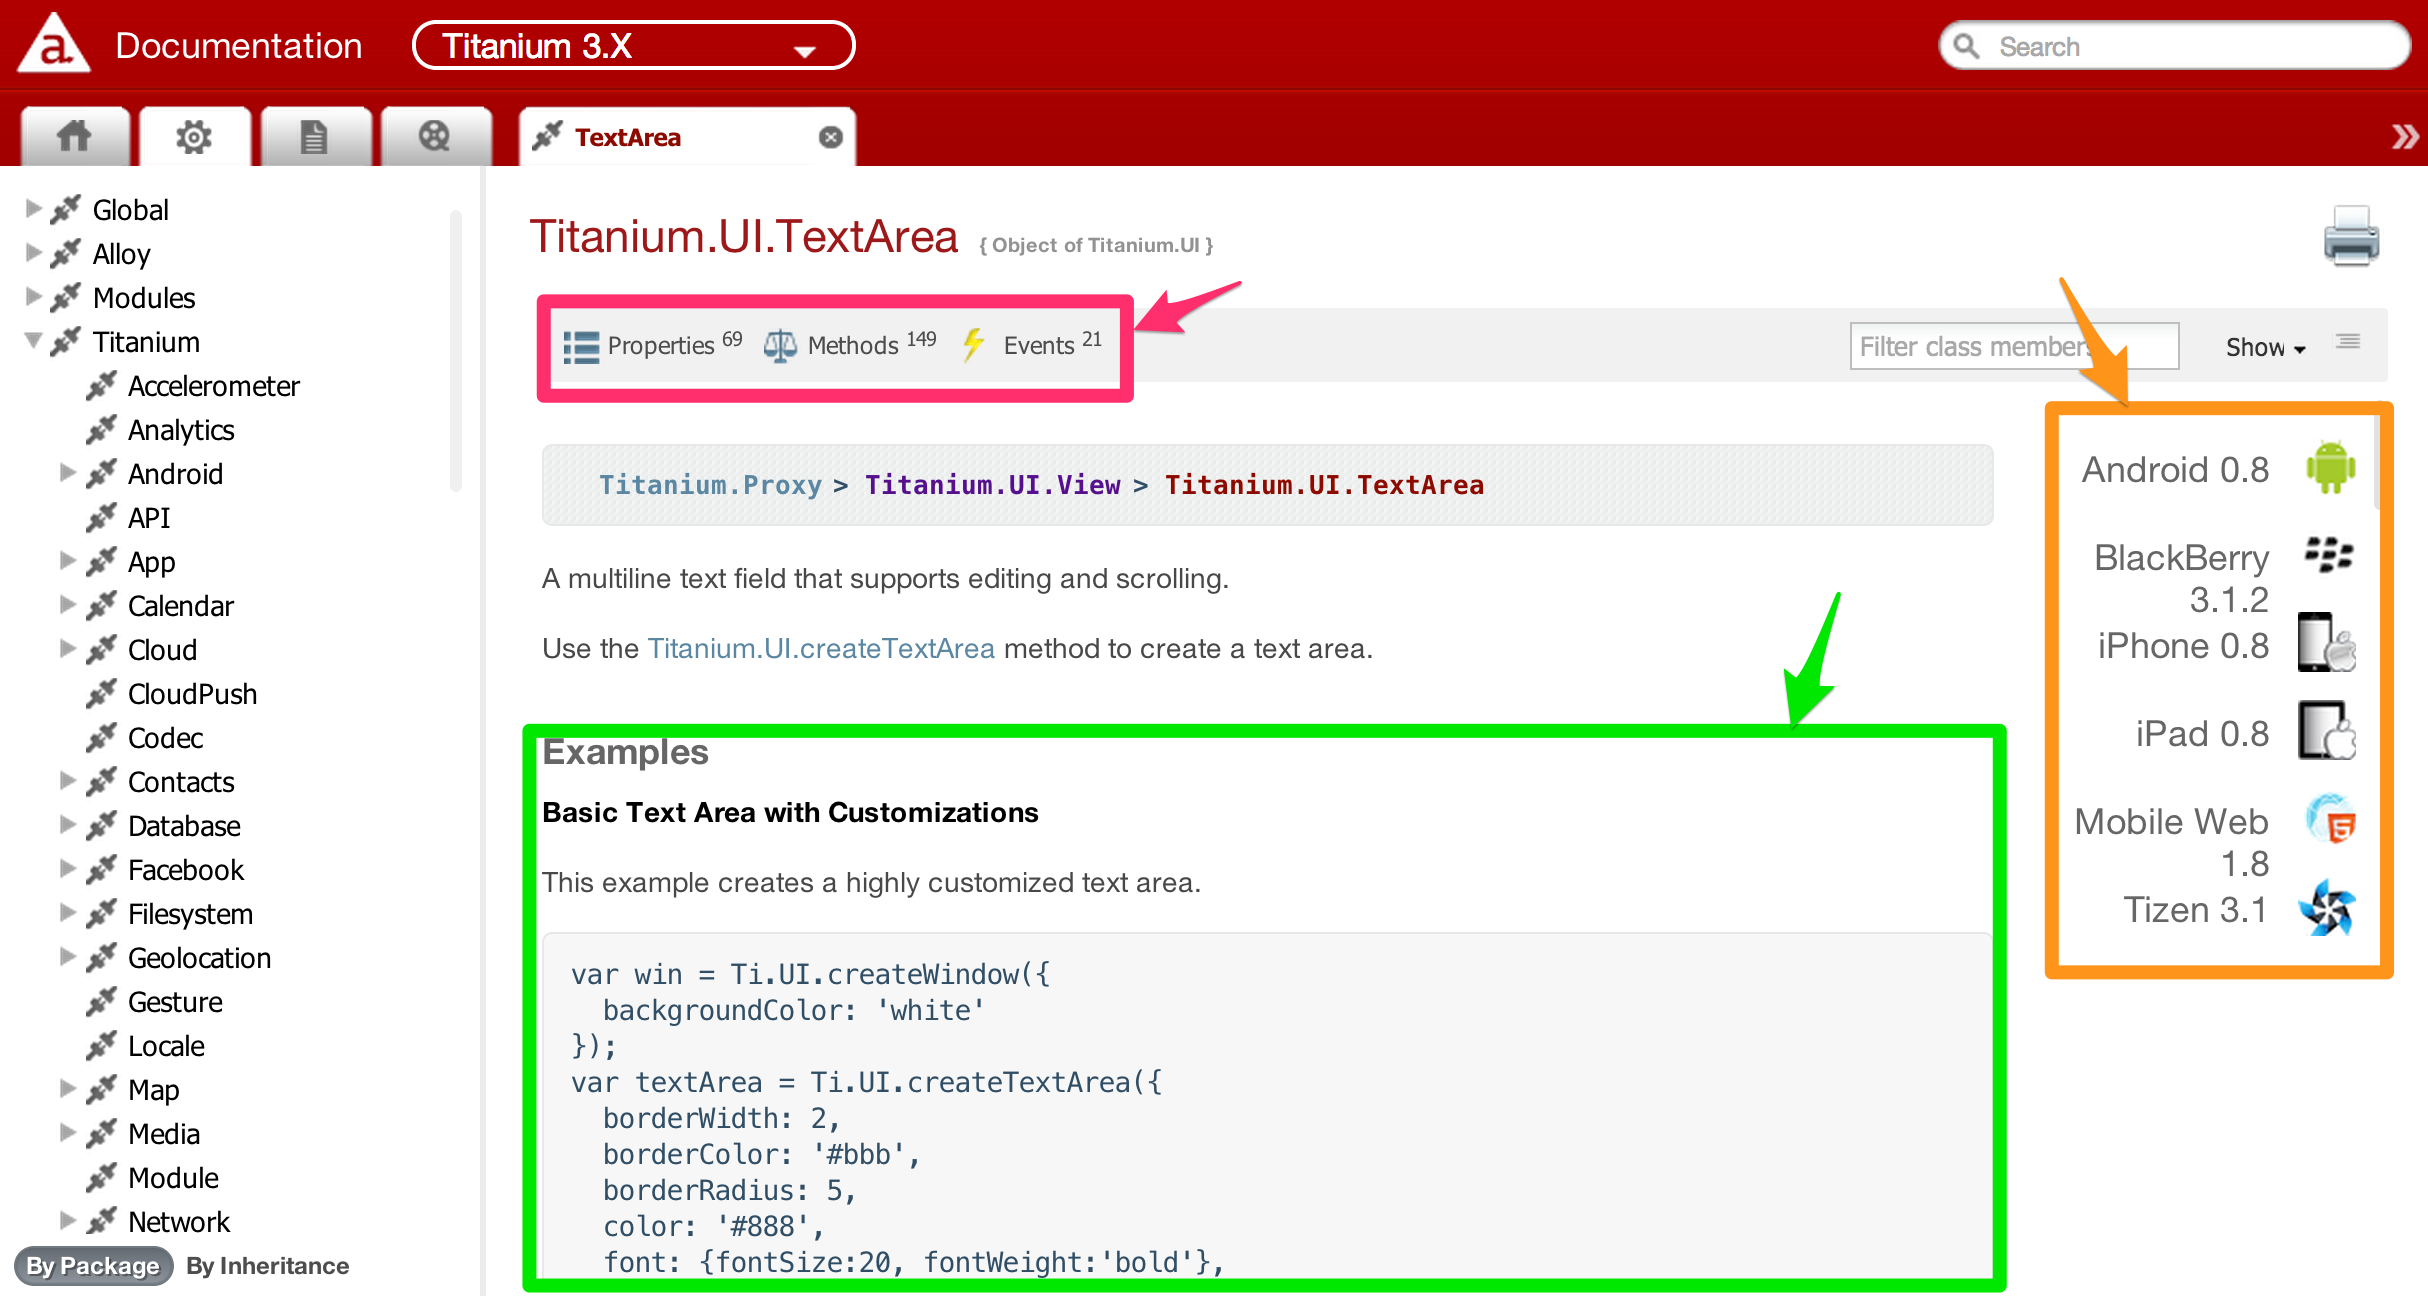 a
Documentation
Titanium 3.X
Search
TextArea
Global
Alloy
Modules
Titanium
Accelerometer
Analytics
Android
API
App
Calendar
Cloud
CloudPush
Codec
Contacts
Database
Facebook
Filesystem
Geolocation
Gesture
Locale
Map
Media
Module
Network
By Package By Inheritance
Titanium.UI.TextArea { Object of Titanium.UI }
Properties 69 Methods 149 Events 21
Filter class members
Show
Titanium.Proxy > Titanium.UI.View > Titanium.UI.TextArea
A multiline text field that supports editing and scrolling.
Use the Titanium.UI.createTextArea method to create a text area.
Examples
Basic Text Area with Customizations
This example creates a highly customized text area.
var win = Ti.UI.createWindow({
  backgroundColor: 'white'
});
var textArea = Ti.UI.createTextArea({
  borderWidth: 2,
  borderColor: '#bbb',
  borderRadius: 5,
  color: '#888',
  font: {fontSize:20, fontWeight:'bold'},
Android 0.8
BlackBerry
3.1.2
iPhone 0.8
iPad 0.8
Mobile Web
1.8
5
Tizen 3.1